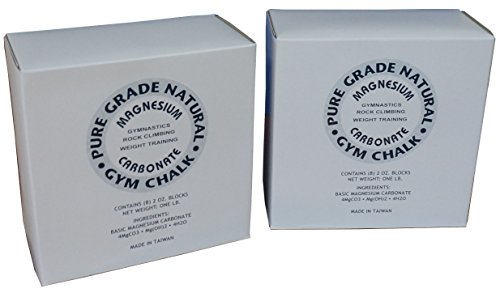 PURE GRADE NATURAL
MAGNESIUM
GYMNASTICS
ROCK CLIMBING
WEIGHT TRAINING
CARBONATE
• GYM CHALK •
CONTAINS (8) 2 OZ. BLOCKS
NET WEIGHT: ONE LB.
INGREDIENTS:
BASIC MAGNESIUM CARBONATE
4MgCO3 • Mg(OH)2 • 4H2O
MADE IN TAIWAN
PURE GRADE NATURAL
MAGNESIUM
GYMNASTICS
ROCK CLIMBING
WEIGHT TRAINING
CARBONATE
• GYM CHALK •
CONTAINS (8) 2 OZ. BLOCKS
NET WEIGHT: ONE LB.
INGREDIENTS:
BASIC MAGNESIUM CARBONATE
4MgCO3 • Mg(OH)2 • 4H2O
MADE IN TAIWAN